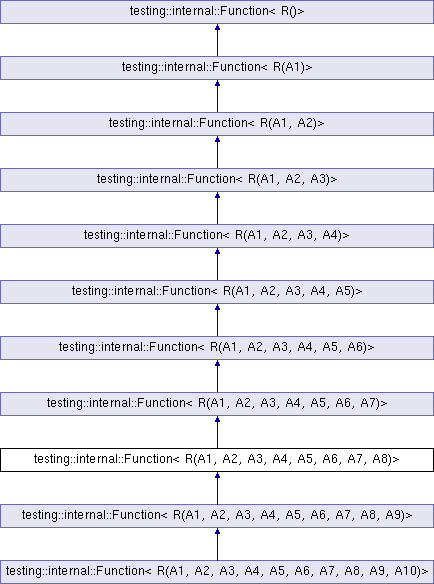 testing::internal::Function< R()>
testing::internal::Function< R(A1)>
testing::internal::Function< R(A1, A2)>
testing::internal::Function< R(A1, A2, A3)>
testing::internal::Function< R(A1, A2, A3, A4)>
testing::internal::Function< R(A1, A2, A3, A4, A5)>
testing::internal::Function< R(A1, A2, A3, A4, A5, A6)>
testing::internal::Function< R(A1, A2, A3, A4, A5, A6, A7)>
testing::internal::Function< R(A1, A2, A3, A4, A5, A6, A7, A8)>
testing::internal::Function< R(A1, A2, A3, A4, A5, A6, A7, A8, A9)>
testing::internal::Function< R(A1, A2, A3, A4, A5, A6, A7, A8, A9, A10)>